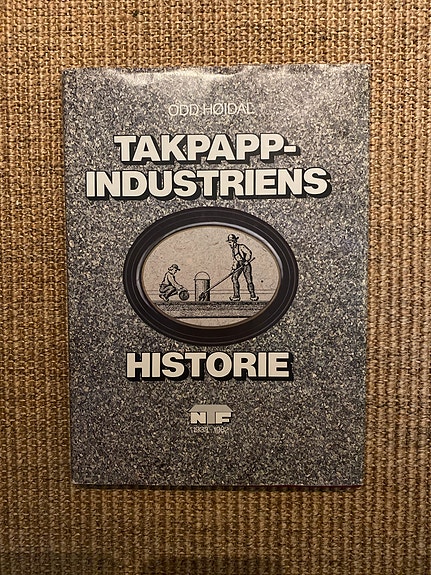 ODD HØIDAL
TAKPAPP-
INDUSTRIENS
HISTORIE
NTF